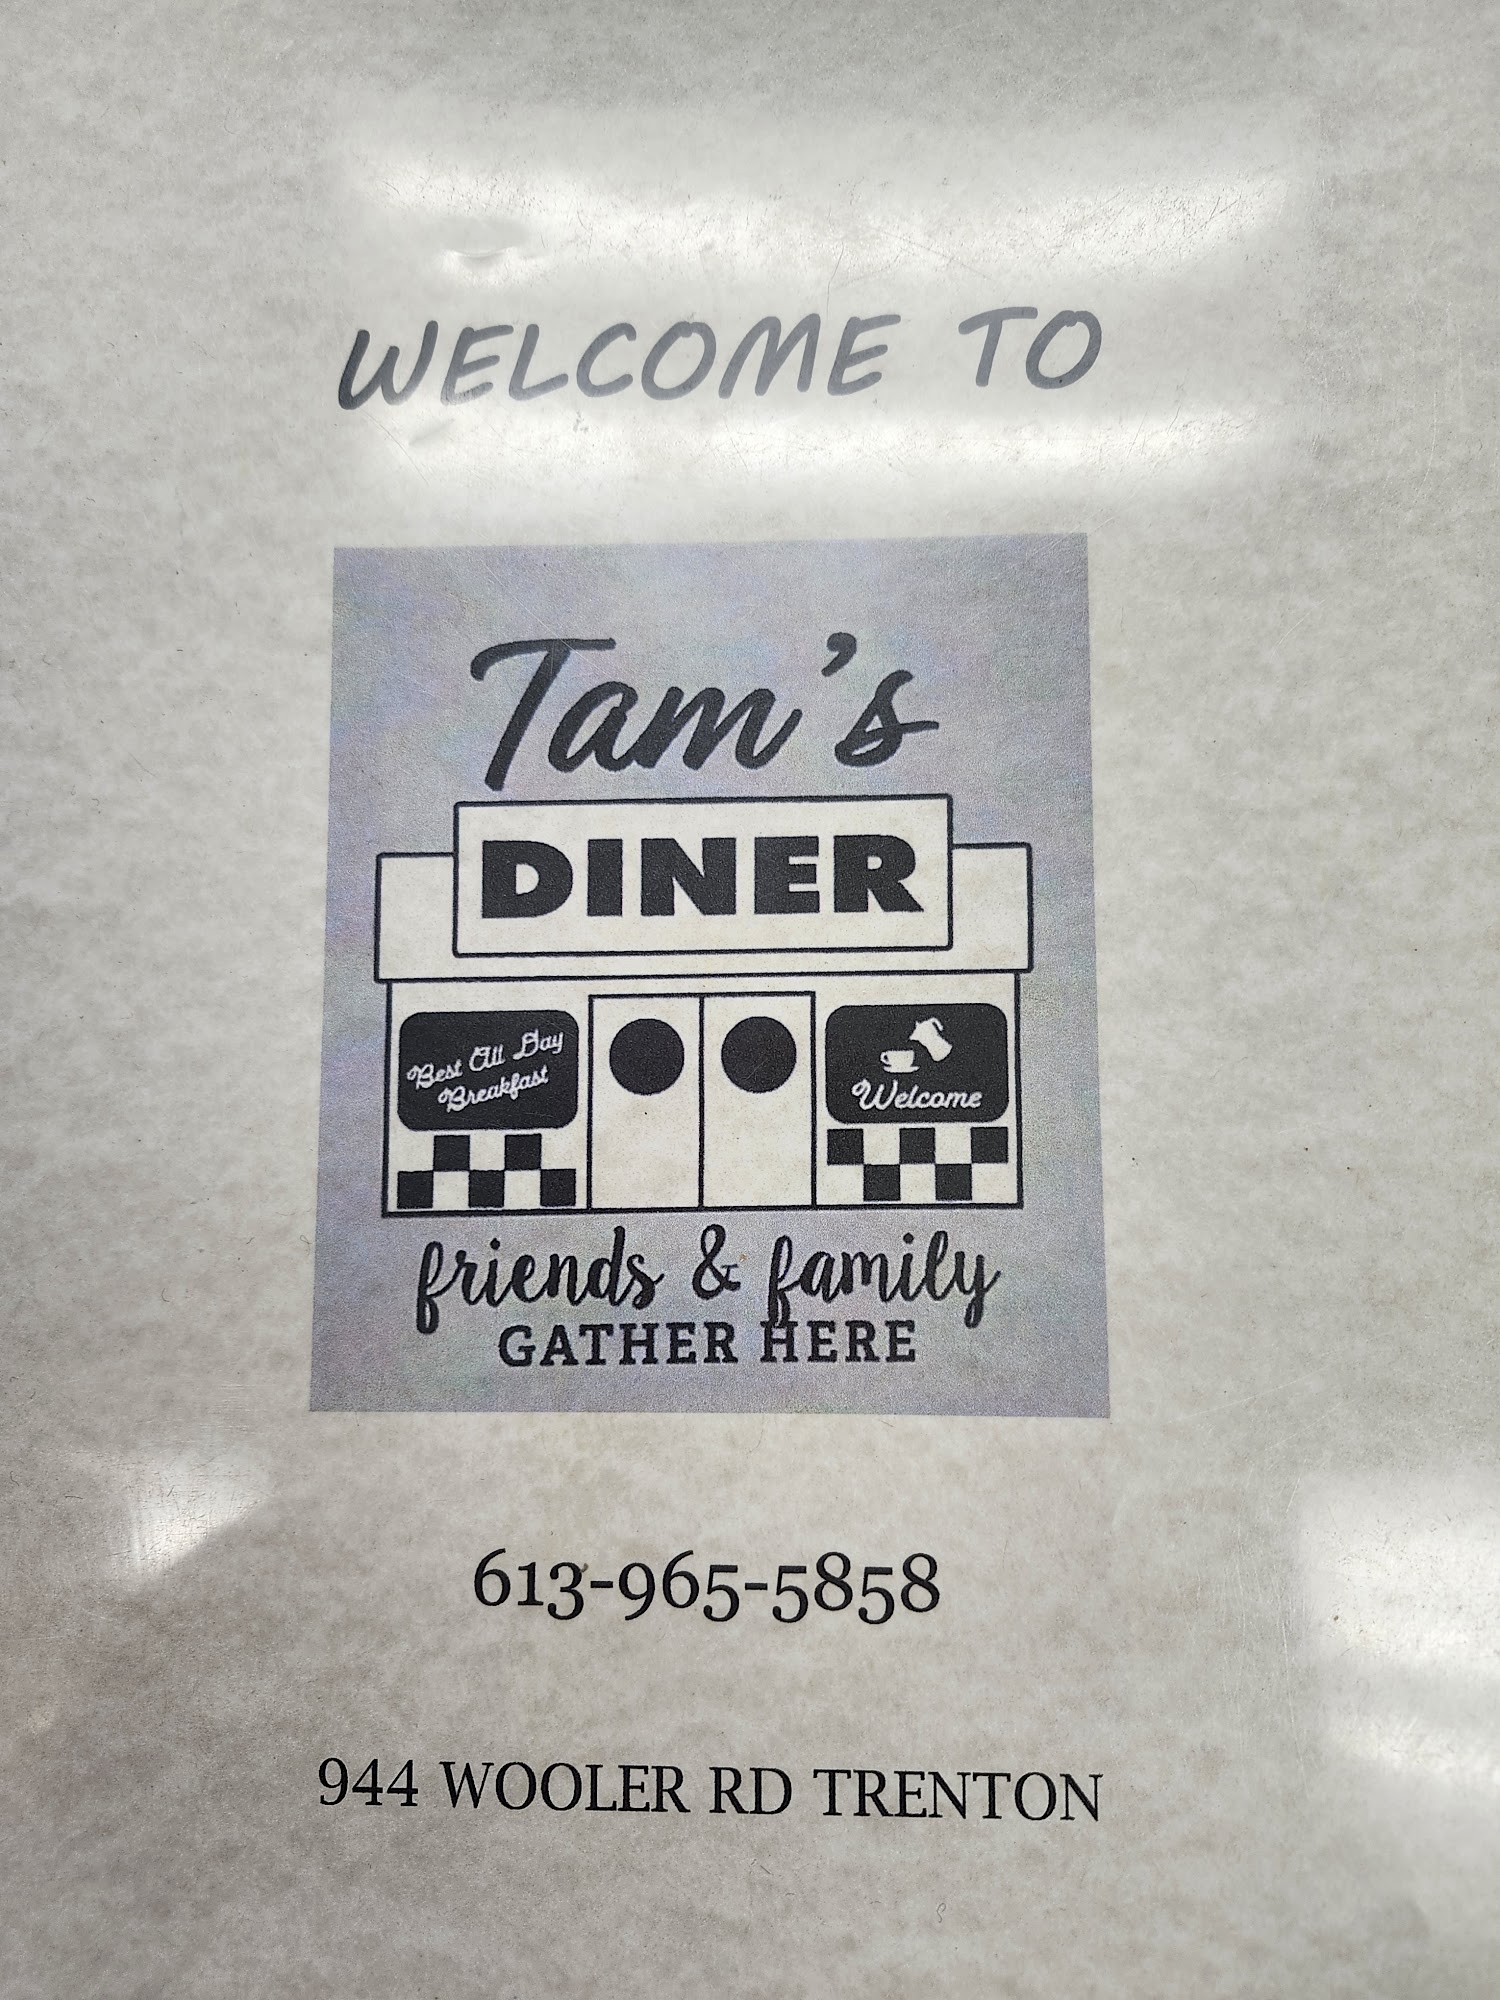 WELCOME TO
Tam's
DINER
Best All Day
Breakfast
Welcome
friends & family
GATHER HERE
613-965-5858
944 WOOLER RD TRENTON